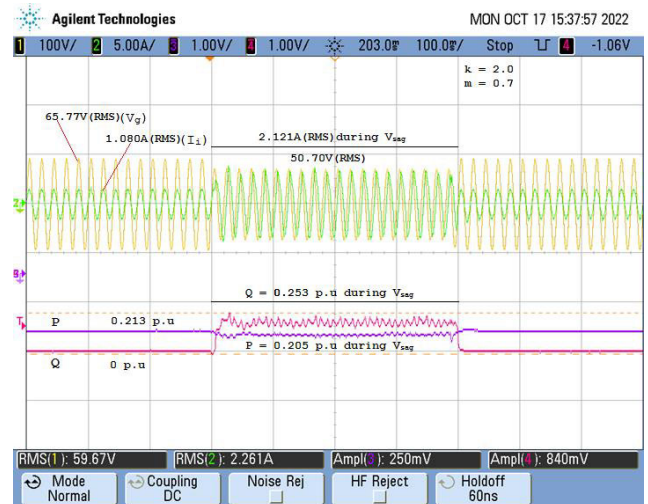 Agilent Technologies MON OCT 17 15:37:57 2022
1 100V/ 2 5.00A/ 3 1.00V/ 4 1.00V/ 203.0▯ 100.0▯/ Stop 4 -1.06V
k = 2.0
m = 0.7
65.77V(RMS)(Vg)
1.080A(RMS)(Ii) 2.121A(RMS)during Vsag
50.70V(RMS)
Q = 0.253 p.u during Vsag
P 0.213 p.u
P = 0.205 p.u during Vsag
Q 0 p.u
RMS(1): 59.67V RMS(2): 2.261A Ampl(3): 250mV Ampl(4): 840mV
Mode Coupling Noise Rej HF Reject Holdoff
Normal DC 60ns